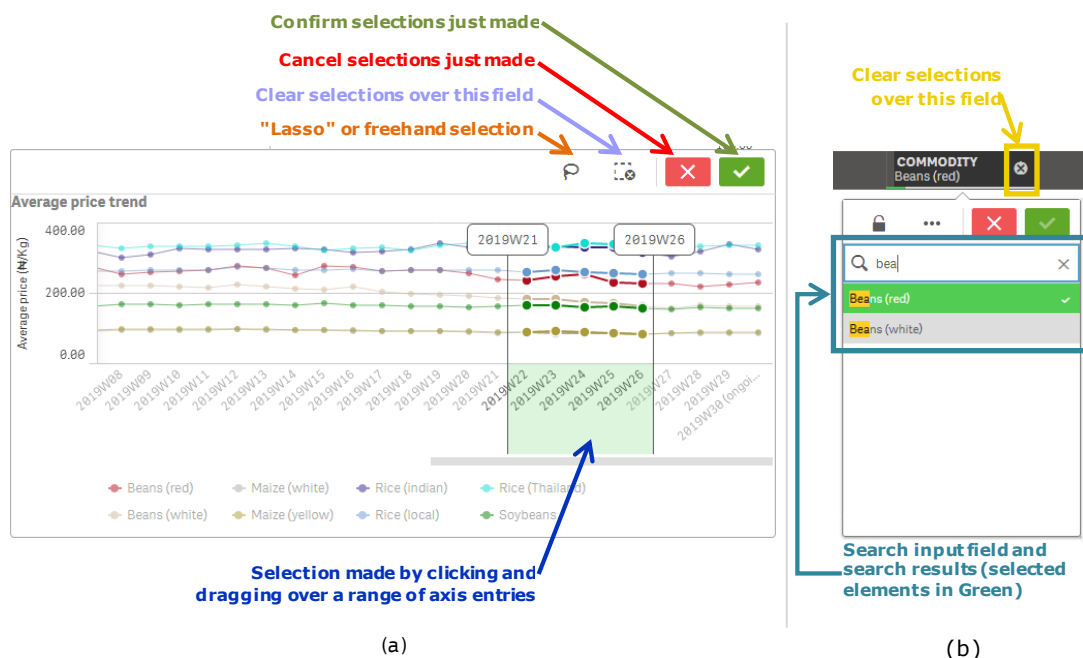 Confirm selections just made
Cancel selections just made
Clear selections over this field
"Lasso" or freehand selection
Average price trend
Average price (₦/Kg)
400.00
200.00
0.00
2019W21
2019W26
2019W08
2019W09
2019W10
2019W11
2019W12
2019W13
2019W14
2019W15
2019W16
2019W17
2019W18
2019W19
2019W20
2019W21
2019W22
2019W23
2019W24
2019W25
2019W26
2019W27
2019W28
2019W29
2019W30 (ongoi...
Beans (red)
Maize (white)
Rice (indian)
Rice (Thailand)
Beans (white)
Maize (yellow)
Rice (local)
Soybeans
Selection made by clicking and
dragging over a range of axis entries
(a)
Clear selections
over this field
COMMODITY
Beans (red)
bea
Beans (red)
Beans (white)
Search input field and
search results (selected
elements in Green)
(b)